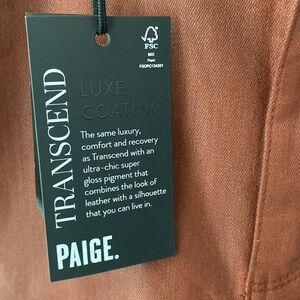 FSC
MIX
Paper
TRANSCEND
LUXE
COATING
The same luxury,
comfort and recovery
as Transcend with an
ultra-chic super
gloss pigment that
combines the look of
leather with a silhouette
that you can live in.
PAIGE.